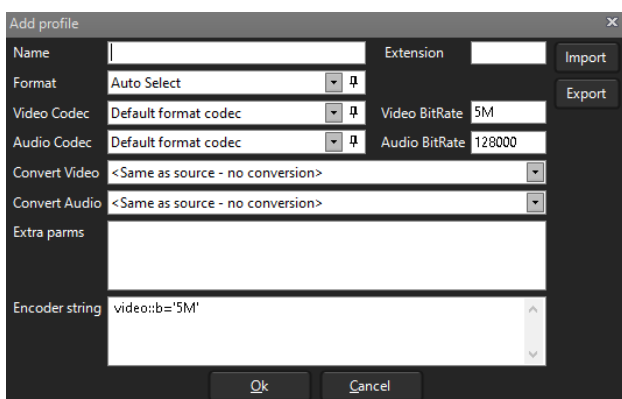 Add profile
Name Extension Import
Format Auto Select Export
Video Codec Default format codec Video BitRate 5M
Audio Codec Default format codec Audio BitRate 128000
Convert Video <Same as source - no conversion>
Convert Audio <Same as source - no conversion>
Extra parms
Encoder string video::b='5M'
Ok Cancel